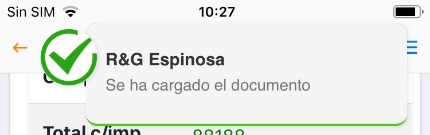 Sin SIM 10:27
R&G Espinosa
Se ha cargado el documento
Total c/imp